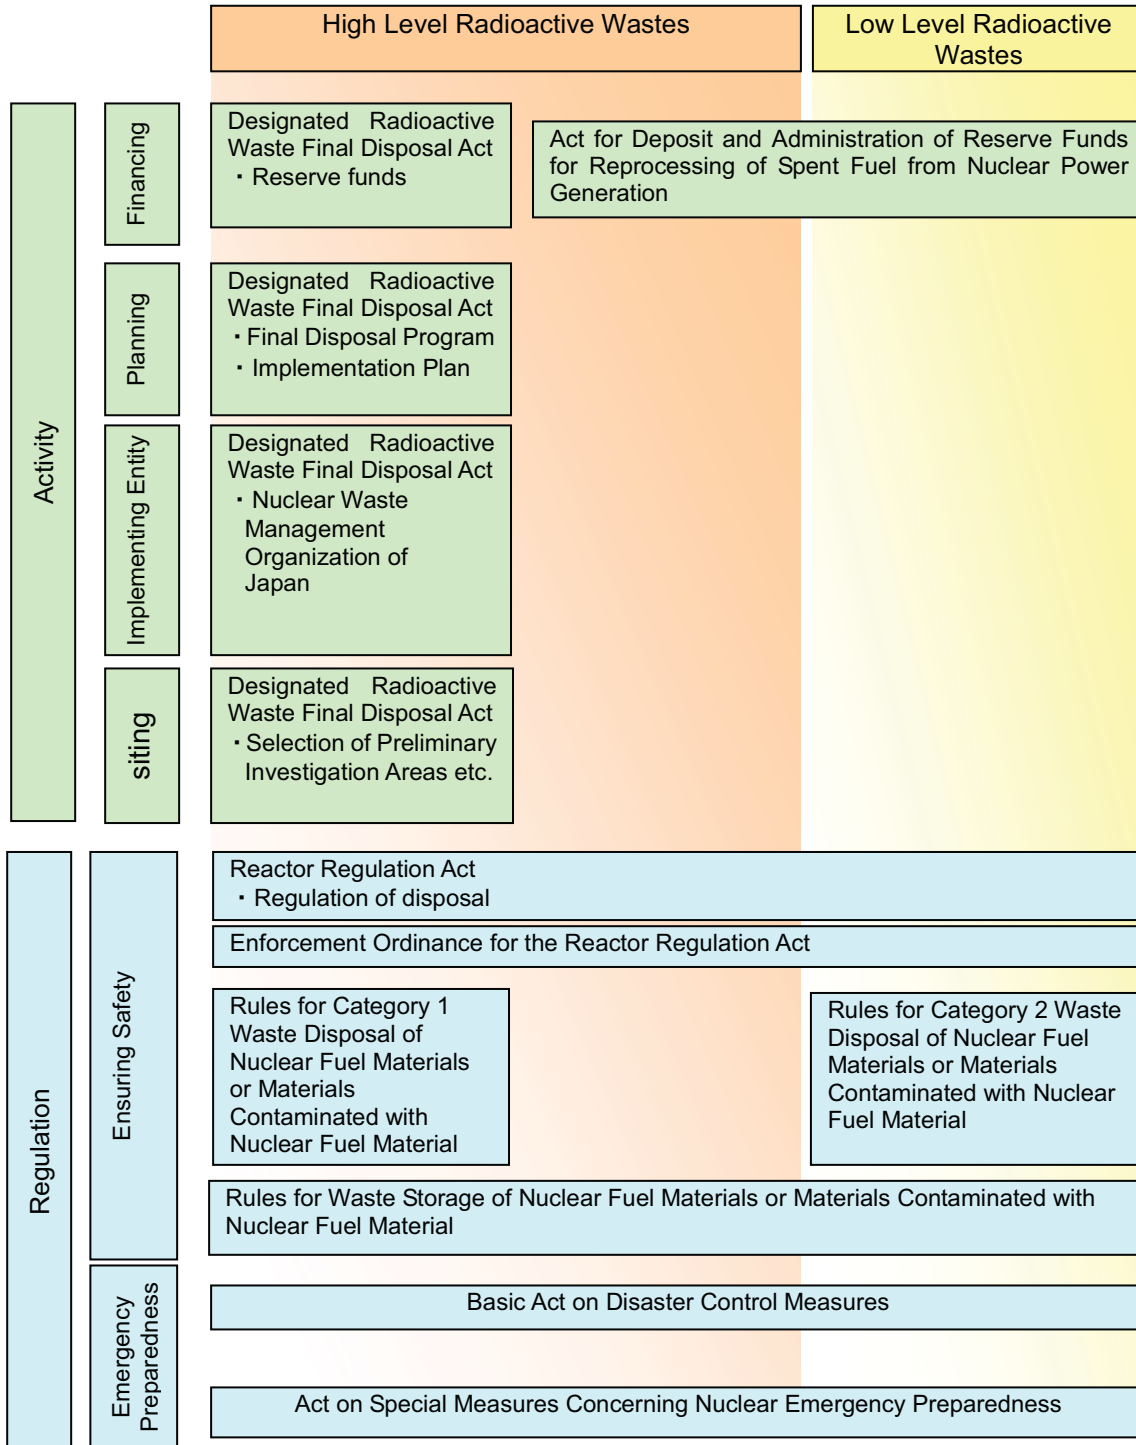 High Level Radioactive Wastes
Low Level Radioactive
Wastes
Activity
Financing
Designated Radioactive
Waste Final Disposal Act
・Reserve funds
Act for Deposit and Administration of Reserve Funds
for Reprocessing of Spent Fuel from Nuclear Power
Generation
Planning
Designated Radioactive
Waste Final Disposal Act
・Final Disposal Program
・Implementation Plan
Implementing Entity
Designated Radioactive
Waste Final Disposal Act
・Nuclear Waste
Management
Organization of
Japan
siting
Designated Radioactive
Waste Final Disposal Act
・Selection of Preliminary
Investigation Areas etc.
Regulation
Ensuring Safety
Reactor Regulation Act
・Regulation of disposal
Enforcement Ordinance for the Reactor Regulation Act
Rules for Category 1
Waste Disposal of
Nuclear Fuel Materials
or Materials
Contaminated with
Nuclear Fuel Material
Rules for Category 2 Waste
Disposal of Nuclear Fuel
Materials or Materials
Contaminated with Nuclear
Fuel Material
Rules for Waste Storage of Nuclear Fuel Materials or Materials Contaminated with
Nuclear Fuel Material
Emergency
Preparedness
Basic Act on Disaster Control Measures
Act on Special Measures Concerning Nuclear Emergency Preparedness